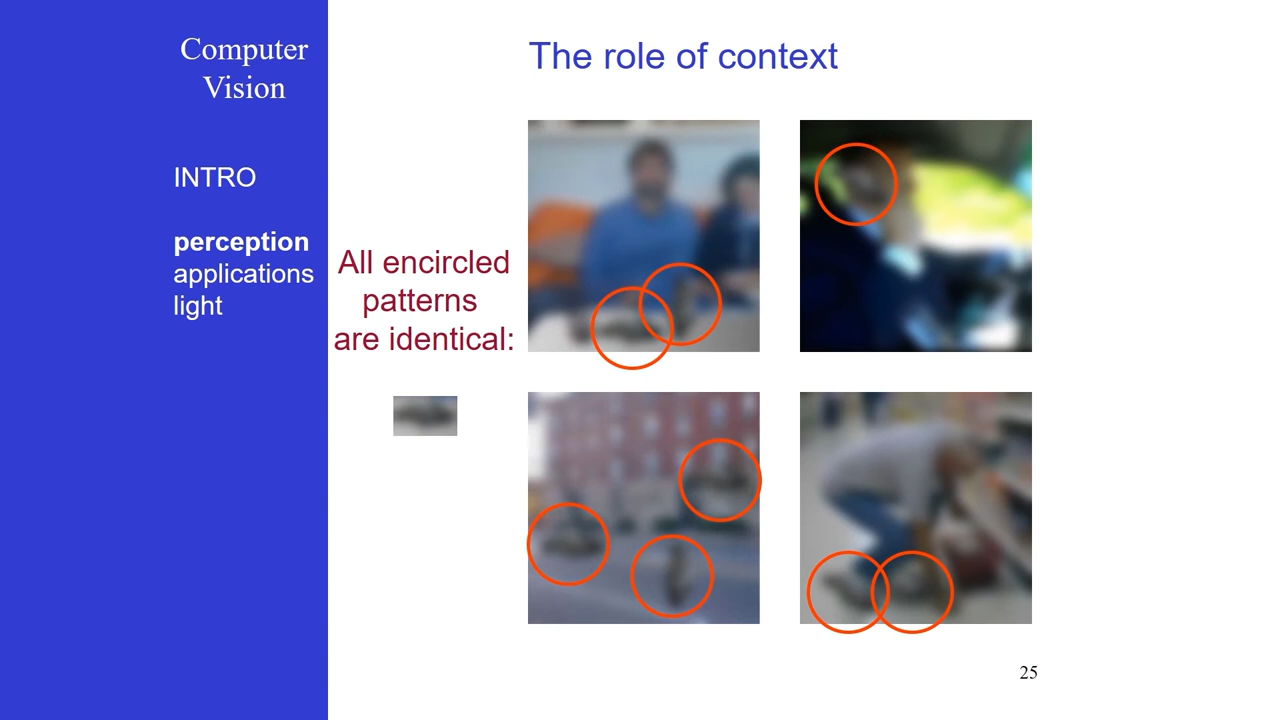 Computer
Vision
INTRO
perception
applications
light
The role of context
All encircled
patterns
are identical:
25